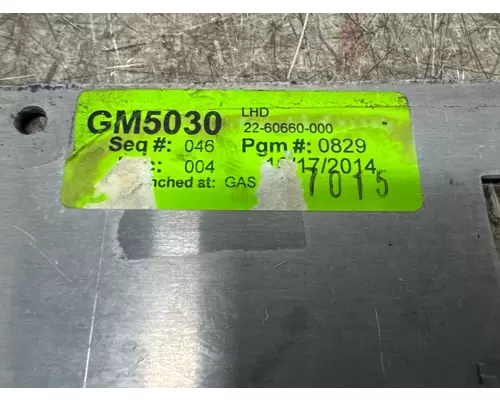 GM5030 LHD
22-60660-000
Seq #: 046 Pgm #: 0829
004 17/2014
nched at: GAS 7015